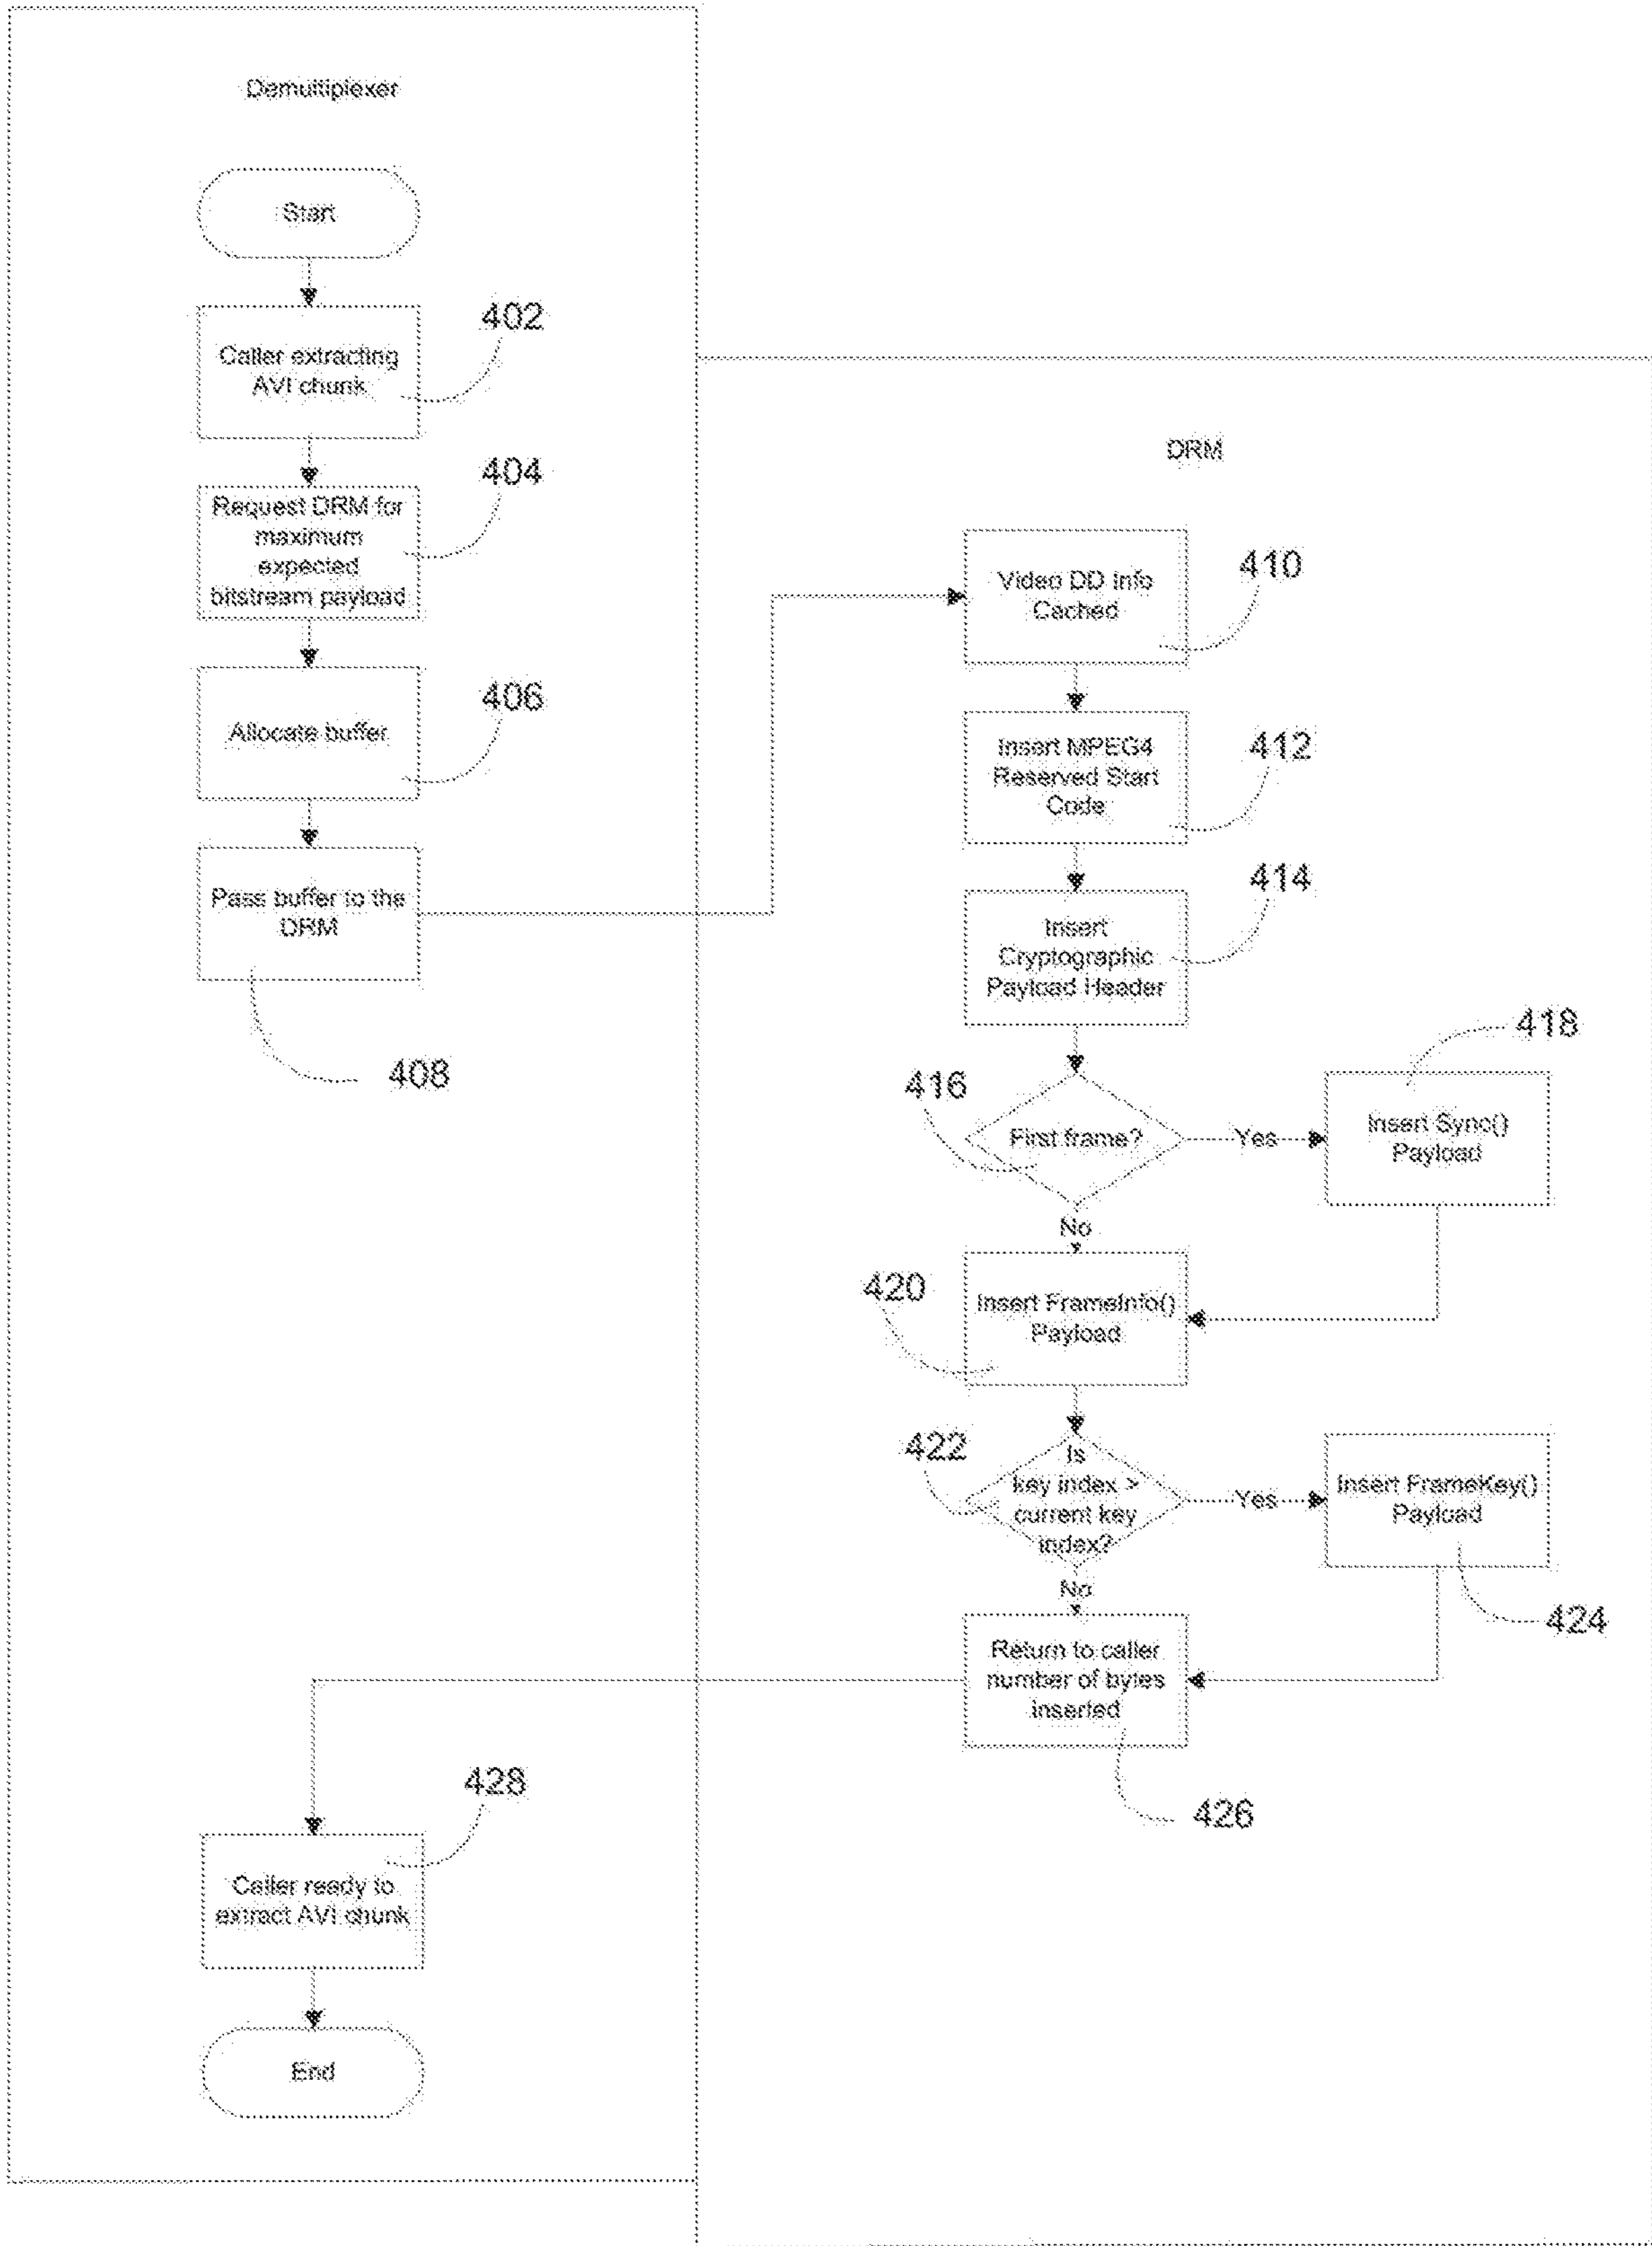 Demultiplexer
Start
402
Caller extracting
AVI chunk
404
Request DRM for
maximum
expected
bitstream payload
406
Allocate buffer
Pass buffer to the
DRM
408
DRM
410
Video DD Info
Cached
412
Insert MPEG4
Reserved Start
Code
414
Insert
Cryptographic
Payload Header
416
First frame?
Yes
418
Insert Sync()
Payload
No
420
Insert FrameInfo()
Payload
422
Is
key index >
current key
index?
Yes
Insert FrameKey()
Payload
424
No
Return to caller
number of bytes
inserted
426
428
Caller ready to
extract AVI chunk
End